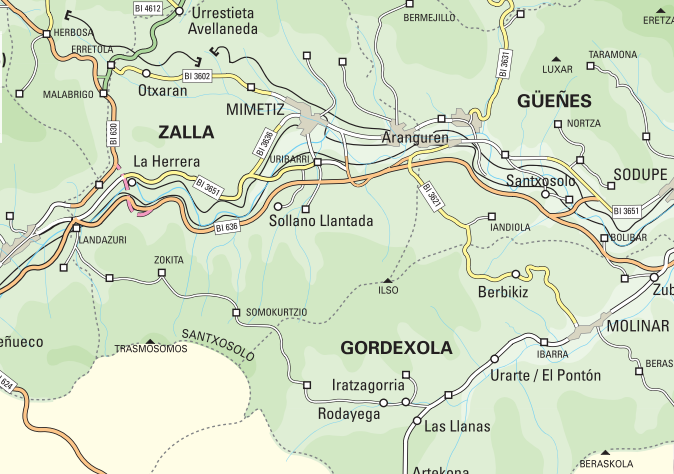 BI 4612
Urrestieta
Avellaneda
BERMEJILLO
ERETZA
HERBOSA
ERRETOLA
BI 3602
BI 3631
TARAMONA
LUXAR
MALABRIGO
Otxaran
MIMETIZ
GÜEÑES
BI 630
ZALLA
BI 3636
Aranguren
NORTZA
La Herrera
URIBARRI
SODUPE
BI 3651
BI 3621
Santxosolo
BI 3651
Sollano Llantada
BI 636
IANDIOLA
BOLIBAR
LANDAZURI
ZOKITA
ILSO
Berbikiz
Zub
SOMOKURTZIO
MOLINAR
eñueco
TRASMOSOMOS
SANTXOSOLO
GORDEXOLA
IBARRA
BERAS
624
Iratzagorria
Urarte / El Pontón
Rodayega
Las Llanas
BERASKOLA
Artekona